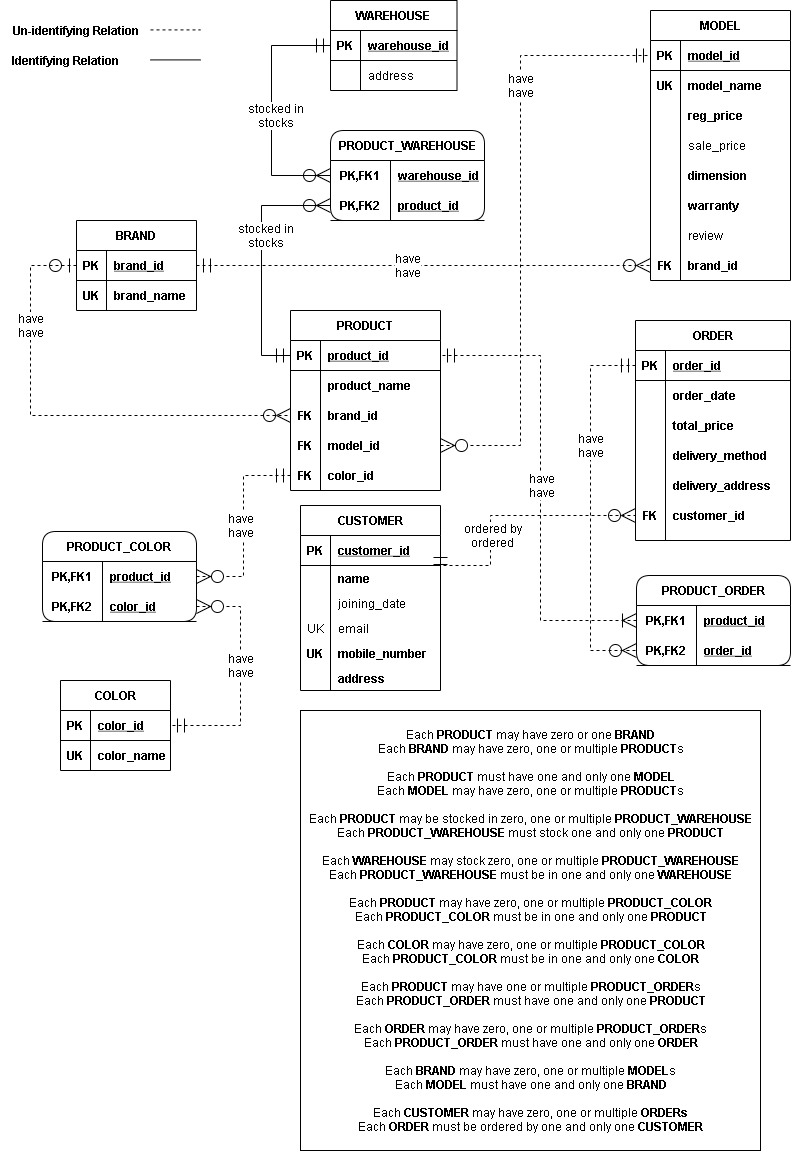 Un-identifying Relation
Identifying Relation
WAREHOUSE
PK warehouse_id
address
stocked in
stocks
PRODUCT_WAREHOUSE
PK,FK1 warehouse_id
PK,FK2 product_id
stocked in
stocks
MODEL
PK model_id
UK model_name
reg_price
sale_price
dimension
warranty
review
FK brand_id
have
have
BRAND
PK brand_id
UK brand_name
have
have
have
have
PRODUCT
PK product_id
product_name
FK brand_id
FK model_id
FK color_id
ORDER
PK order_id
order_date
total_price
delivery_method
delivery_address
FK customer_id
have
have
have
have
have
have
PRODUCT_COLOR
PK,FK1 product_id
PK,FK2 color_id
have
have
COLOR
PK color_id
UK color_name
CUSTOMER
PK customer_id
name
joining_date
UK email
UK mobile_number
address
ordered by
ordered
PRODUCT_ORDER
PK,FK1 product_id
PK,FK2 order_id
Each PRODUCT may have zero or one BRAND
Each BRAND may have zero, one or multiple PRODUCTs
Each PRODUCT must have one and only one MODEL
Each MODEL may have zero, one or multiple PRODUCTs
Each PRODUCT may be stocked in zero, one or multiple PRODUCT_WAREHOUSE
Each PRODUCT_WAREHOUSE must stock one and only one PRODUCT
Each WAREHOUSE may stock zero, one or multiple PRODUCT_WAREHOUSE
Each PRODUCT_WAREHOUSE must be in one and only one WAREHOUSE
Each PRODUCT may have zero, one or multiple PRODUCT_COLOR
Each PRODUCT_COLOR must be in one and only one PRODUCT
Each COLOR may have zero, one or multiple PRODUCT_COLOR
Each PRODUCT_COLOR must be in one and only one COLOR
Each PRODUCT may have one or multiple PRODUCT_ORDERs
Each PRODUCT_ORDER must have one and only one PRODUCT
Each ORDER may have zero, one or multiple PRODUCT_ORDERs
Each PRODUCT_ORDER must have one and only one ORDER
Each BRAND may have zero, one or multiple MODELs
Each MODEL must have one and only one BRAND
Each CUSTOMER may have zero, one or multiple ORDERs
Each ORDER must be ordered by one and only one CUSTOMER